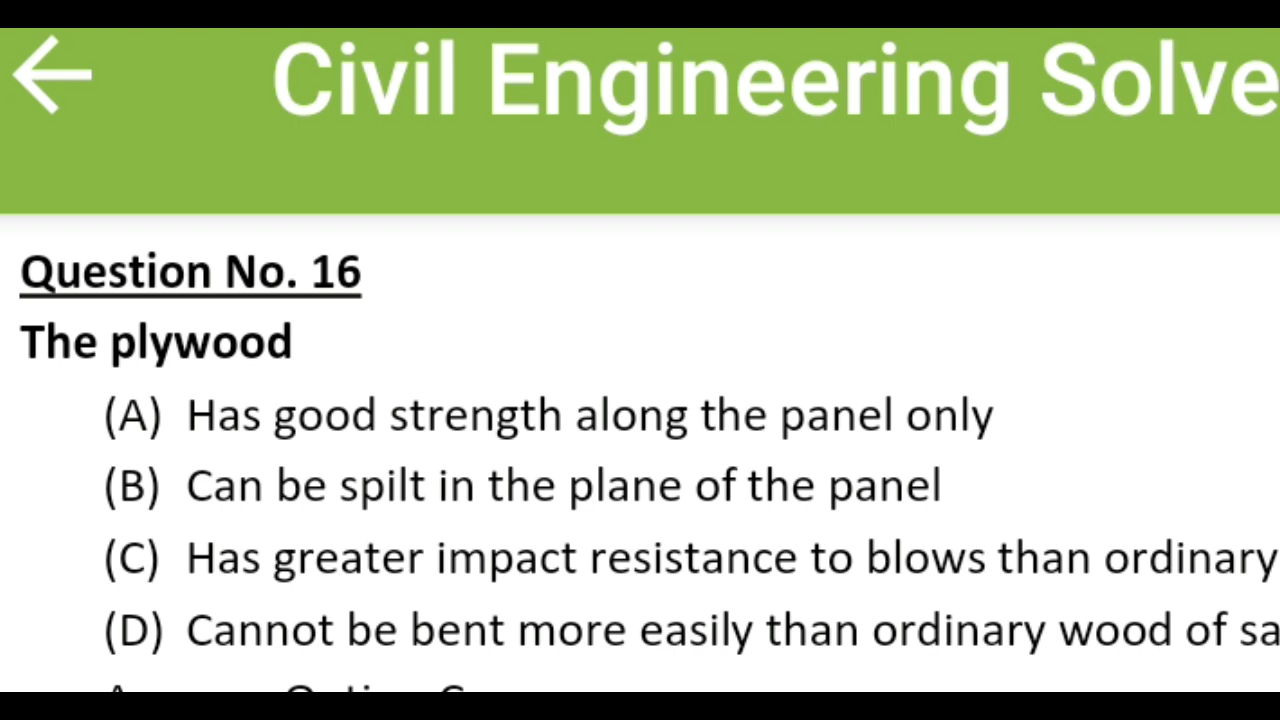 Civil Engineering Solve
Question No. 16
The plywood
(A) Has good strength along the panel only
(B) Can be spilt in the plane of the panel
(C) Has greater impact resistance to blows than ordinary
(D) Cannot be bent more easily than ordinary wood of sa